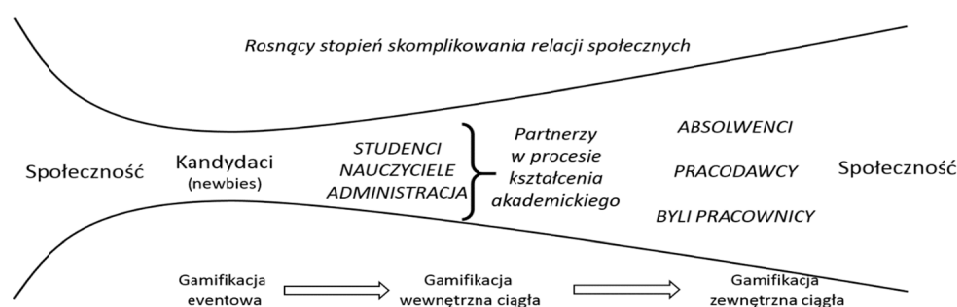 Rosnący stopień skomplikowania relacji społecznych
Społeczność
Kandydaci
(newbies)
STUDENCI
NAUCZYCIELE
ADMINISTRACJA
Partnerzy
w procesie
kształcenia
akademickiego
ABSOLWENCI
PRACODAWCY
BYLI PRACOWNICY
Społeczność
Gamifikacja
eventowa
Gamifikacja
wewnętrzna ciągła
Gamifikacja
zewnętrzna ciągła